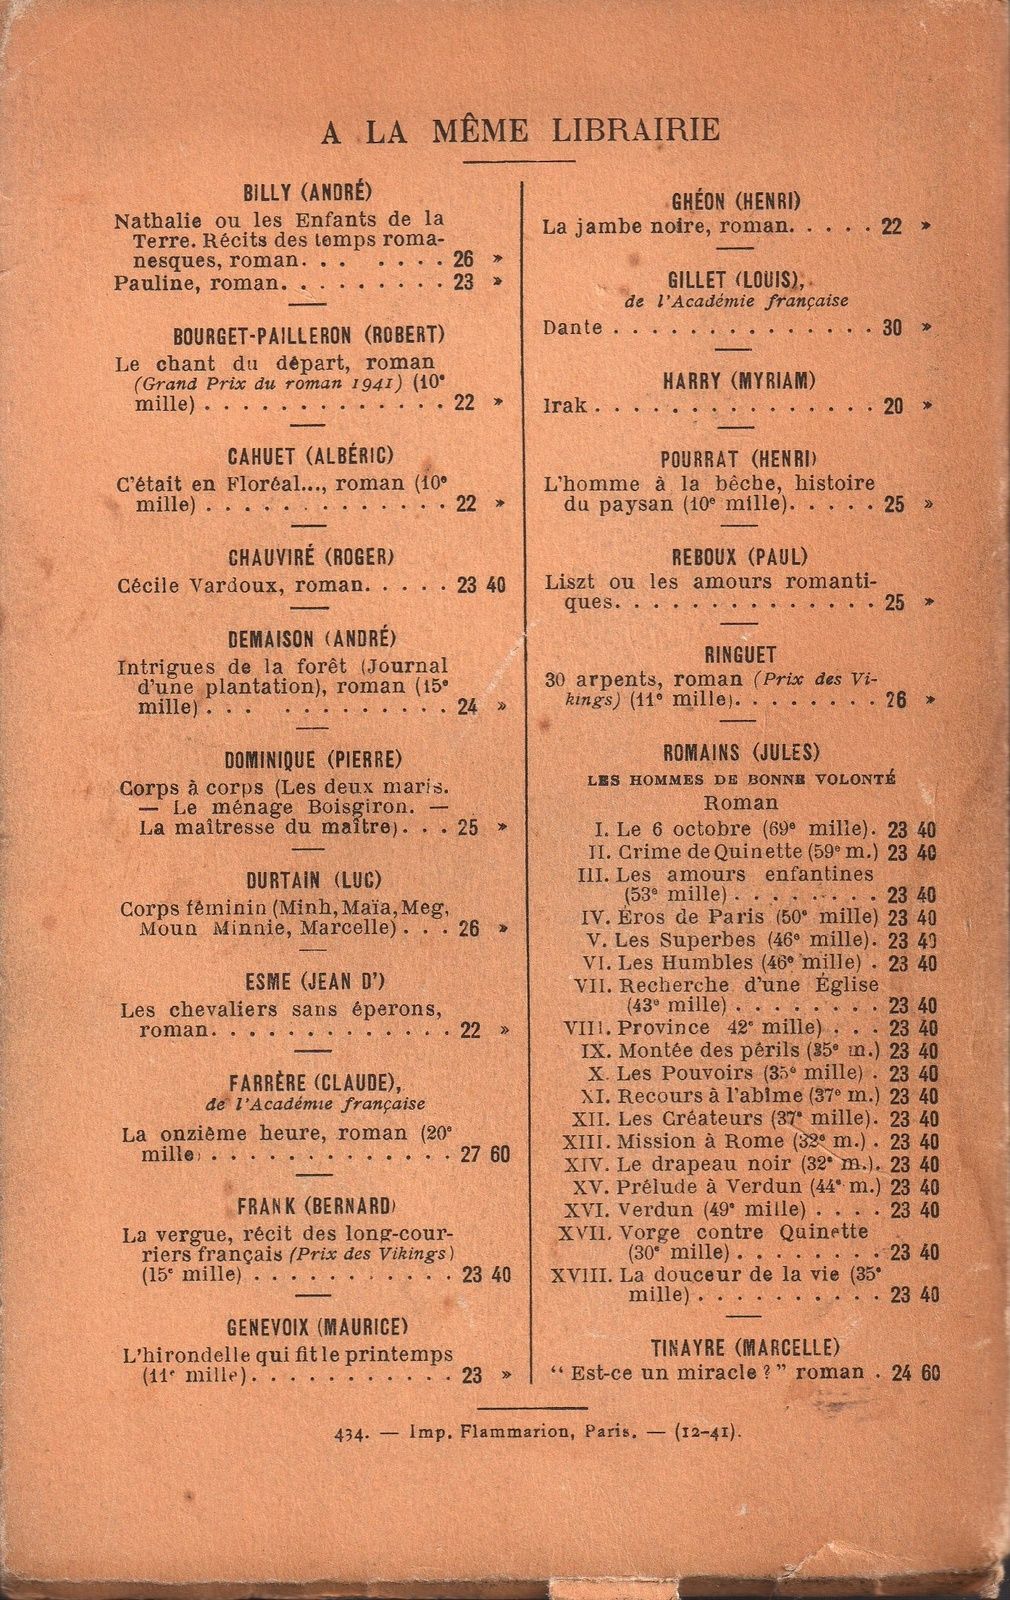 A LA MÊME LIBRAIRIE
BILLY (ANDRÉ)
Nathalie ou les Enfants de la
Terre. Récits des temps roma-
nesques, roman. . . . . . . 26 »
Pauline, roman. . . . . . . . . 23 »
BOURGET-PAILLERON (ROBERT)
Le chant du départ, roman
(Grand Prix du roman 1941) (10e
mille) . . . . . . . . . . . . . 22 »
CAHUET (ALBÉRIC)
C'était en Floréal..., roman (10e
mille) . . . . . . . . . . . . . 22 »
CHAUVIRÉ (ROGER)
Cécile Vardoux, roman. . . . . 23 40
DEMAISON (ANDRÉ)
Intrigues de la forêt (Journal
d'une plantation), roman (15e
mille) . . . . . . . . . . . . 24 »
DOMINIQUE (PIERRE)
Corps à corps (Les deux maris.
— Le ménage Boisgiron. —
La maîtresse du maître). . . 25 »
DURTAIN (LUC)
Corps féminin (Minh, Maïa, Meg,
Moun Minnie, Marcelle) . . . 26 »
ESME (JEAN D')
Les chevaliers sans éperons,
roman. . . . . . . . . . . . . 22 »
FARRÈRE (CLAUDE),
de l'Académie française
La onzième heure, roman (20e
mille) . . . . . . . . . . . . . 27 60
FRANK (BERNARD)
La vergue, récit des long-cour-
riers français (Prix des Vikings)
(15e mille) . . . . . . . . . . . 23 40
GENEVOIX (MAURICE)
L'hirondelle qui fit le printemps
(11e mille). . . . . . . . . . . 23 »
GHÉON (HENRI)
La jambe noire, roman. . . . . 22 »
GILLET (LOUIS),
de l'Académie française
Dante . . . . . . . . . . . . . . 30 »
HARRY (MYRIAM)
Irak . . . . . . . . . . . . . . . 20 »
POURRAT (HENRI)
L'homme à la bêche, histoire
du paysan (10e mille). . . . . 25 »
REBOUX (PAUL)
Liszt ou les amours romanti-
ques. . . . . . . . . . . . . . 25 »
RINGUET
30 arpents, roman (Prix des Vi-
kings) (11e mille). . . . . . . . 26 »
ROMAINS (JULES)
LES HOMMES DE BONNE VOLONTÉ
Roman
I. Le 6 octobre (69e mille). 23 40
II. Crime de Quinette (59e m.) 23 40
III. Les amours enfantines
(53e mille) . . . . . . . . 23 40
IV. Éros de Paris (50e mille) 23 40
V. Les Superbes (46e mille). 23 40
VI. Les Humbles (46e mille) . 23 40
VII. Recherche d'une Église
(43e mille) . . . . . . . . 23 40
VIII. Province 42e mille) . . . 23 40
IX. Montée des périls (35e m.) 23 40
X. Les Pouvoirs (35e mille) . 23 40
XI. Recours à l'abîme (37e m.) 23 40
XII. Les Créateurs (37e mille). 23 40
XIII. Mission à Rome (32e m.) . 23 40
XIV. Le drapeau noir (32e m.). 23 40
XV. Prélude à Verdun (44e m.) 23 40
XVI. Verdun (49e mille) . . . . 23 40
XVII. Vorge contre Quinette
(30e mille) . . . . . . . . 23 40
XVIII. La douceur de la vie (35e
mille) . . . . . . . . . . 23 40
TINAYRE (MARCELLE)
“ Est-ce un miracle ? ” roman . 24 60
434. — Imp. Flammarion, Paris. — (12-41).